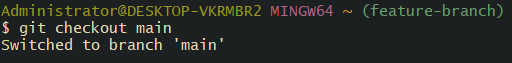 Administrator@DESKTOP-VKRMBR2 MINGW64 ~ (feature-branch)
$ git checkout main
Switched to branch 'main'